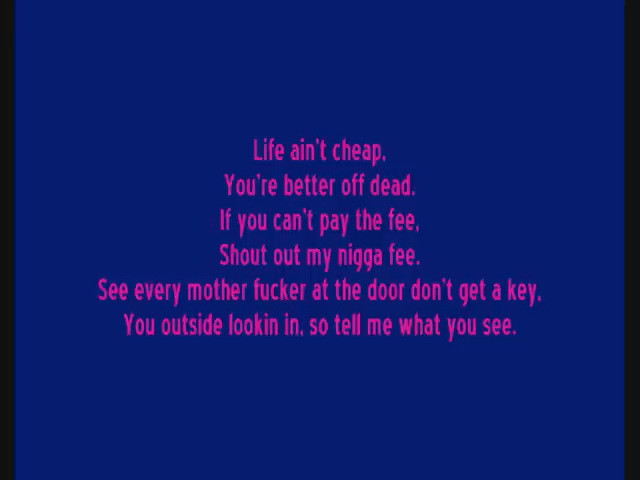 Life ain't cheap,
You're better off dead.
If you can't pay the fee,
Shout out my nigga fee.
See every mother fucker at the door don't get a key,
You outside lookin in, so tell me what you see.